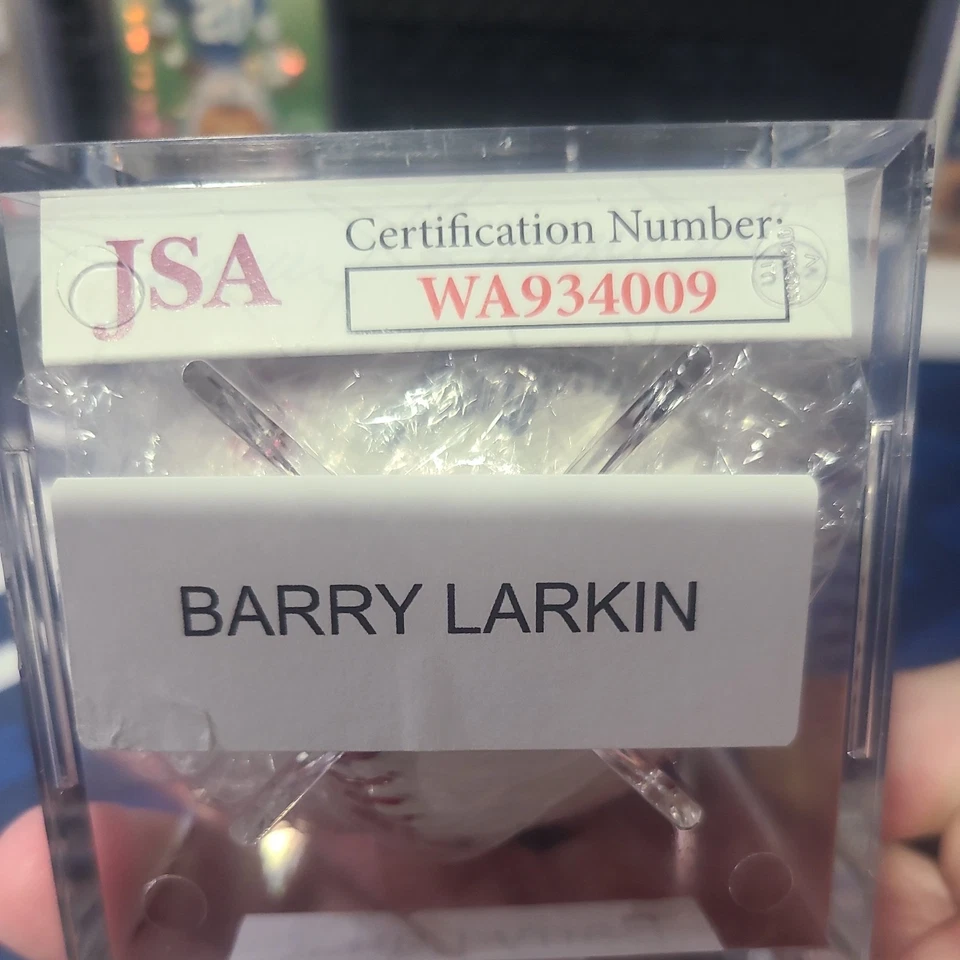 JSA
Certification Number:
WA934009
BARRY LARKIN